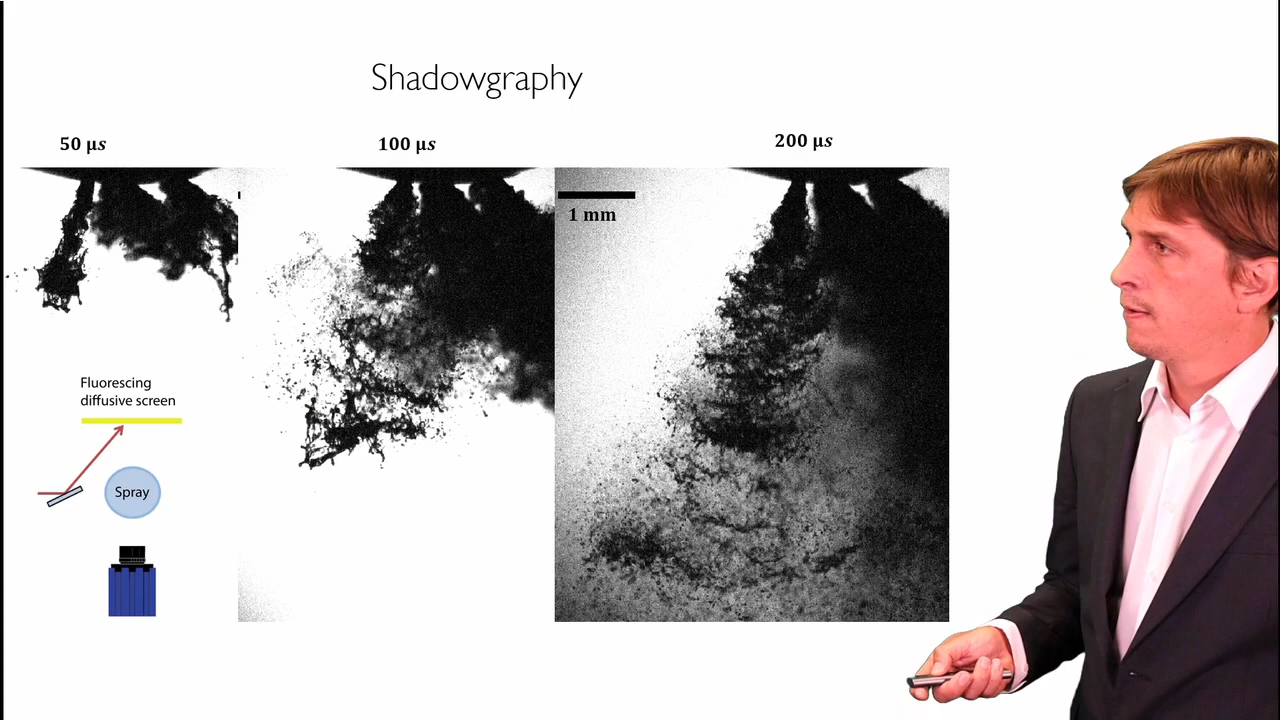 Shadowgraphy
50 µs
100 µs
200 µs
1 mm
Fluorescing
diffusive screen
Spray